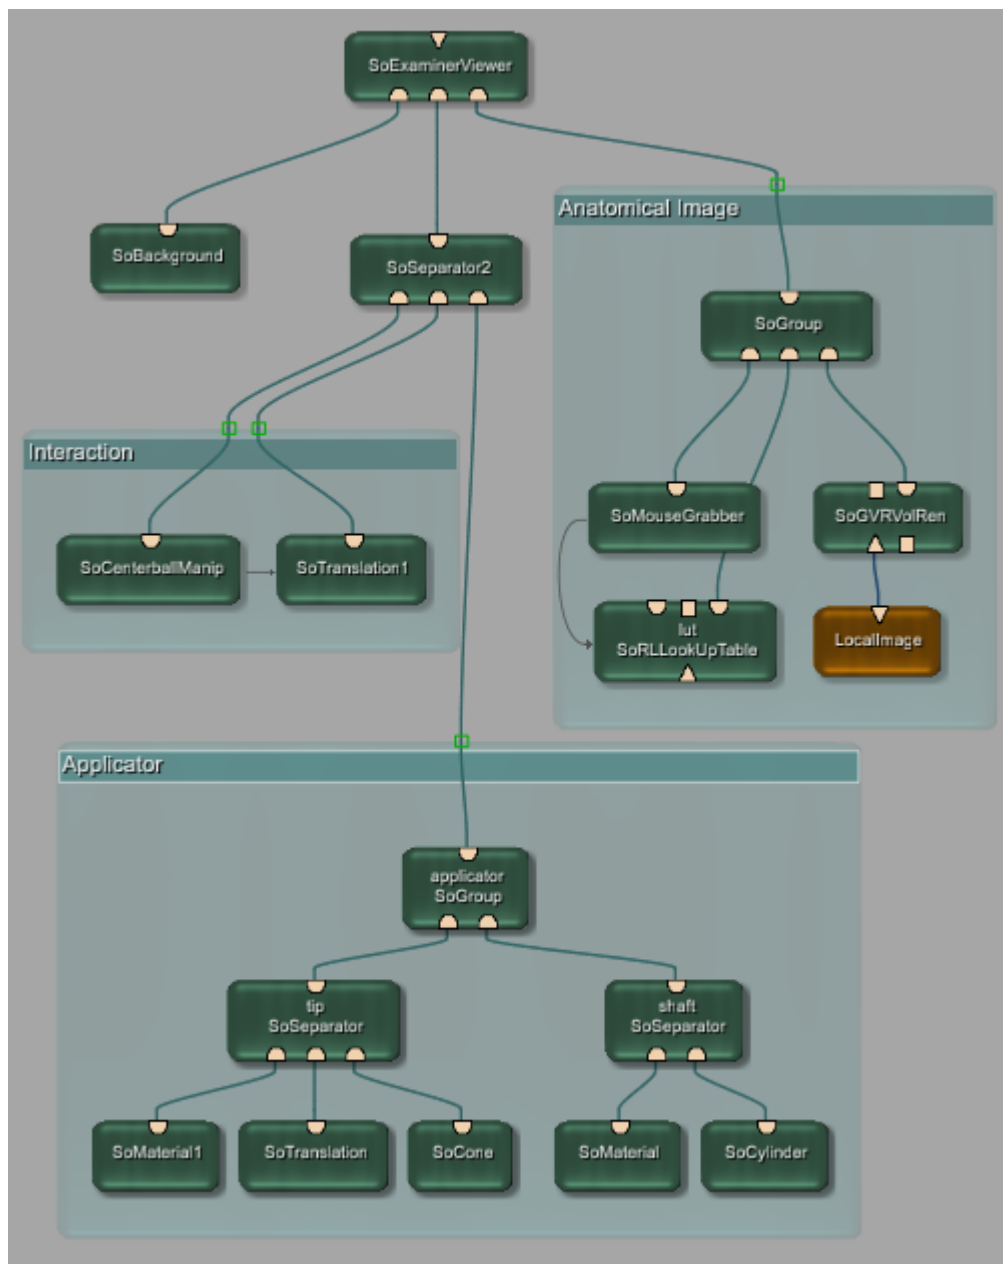 SoExaminerViewer
SoBackground
SoSeparator2
Anatomical Image
SoGroup
Interaction
SoCenterballManip
SoTranslation1
SoMouseGrabber
SoGVRVolRen
lut
SoRLLookUpTable
LocalImage
Applicator
applicator
SoGroup
tip
SoSeparator
shaft
SoSeparator
SoMaterial1
SoTranslation
SoCone
SoMaterial
SoCylinder